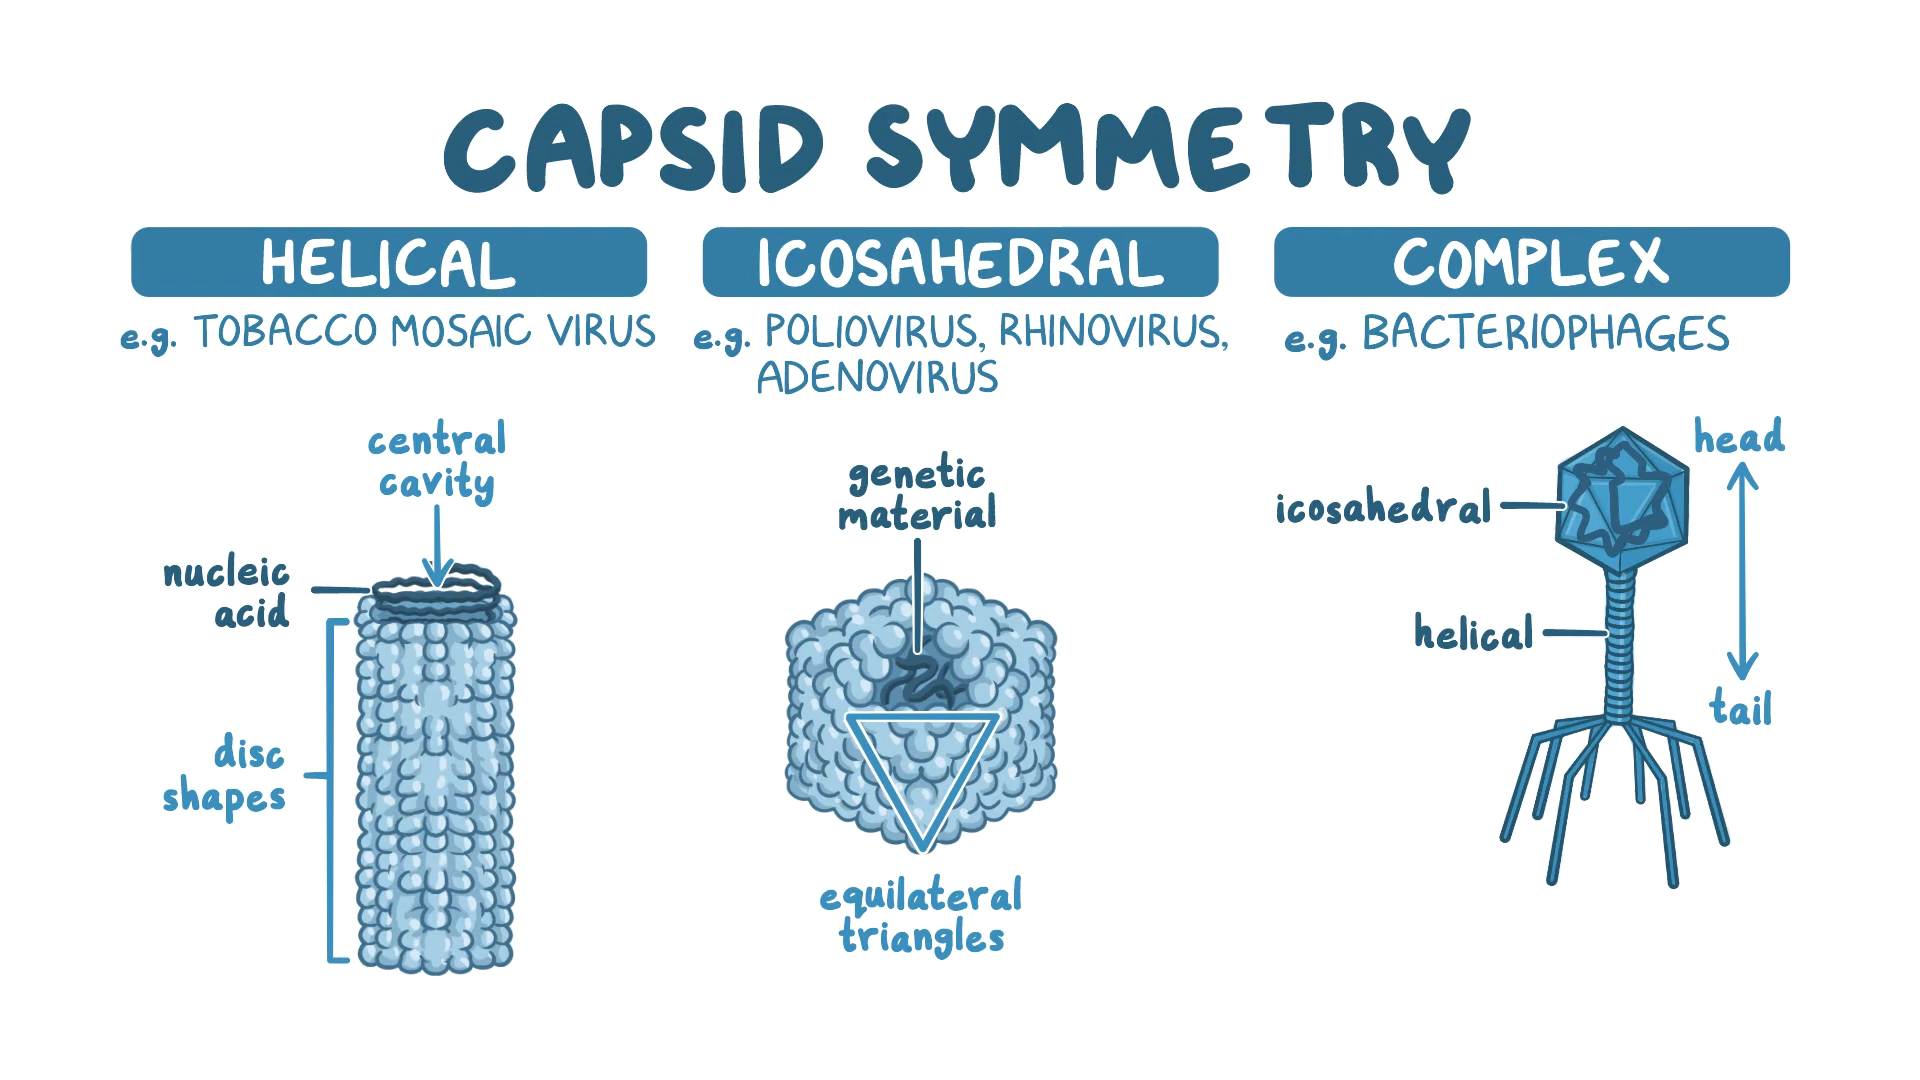 CAPSID SYMMETRY
HELICAL
e.g. TOBACCO MOSAIC VIRUS
central
cavity
nucleic
acid
disc
shapes
ICOSAHEDRAL
e.g. POLIOVIRUS, RHINOVIRUS,
ADENOVIRUS
genetic
material
equilateral
triangles
COMPLEX
e.g. BACTERIOPHAGES
head
icosahedral
helical
tail